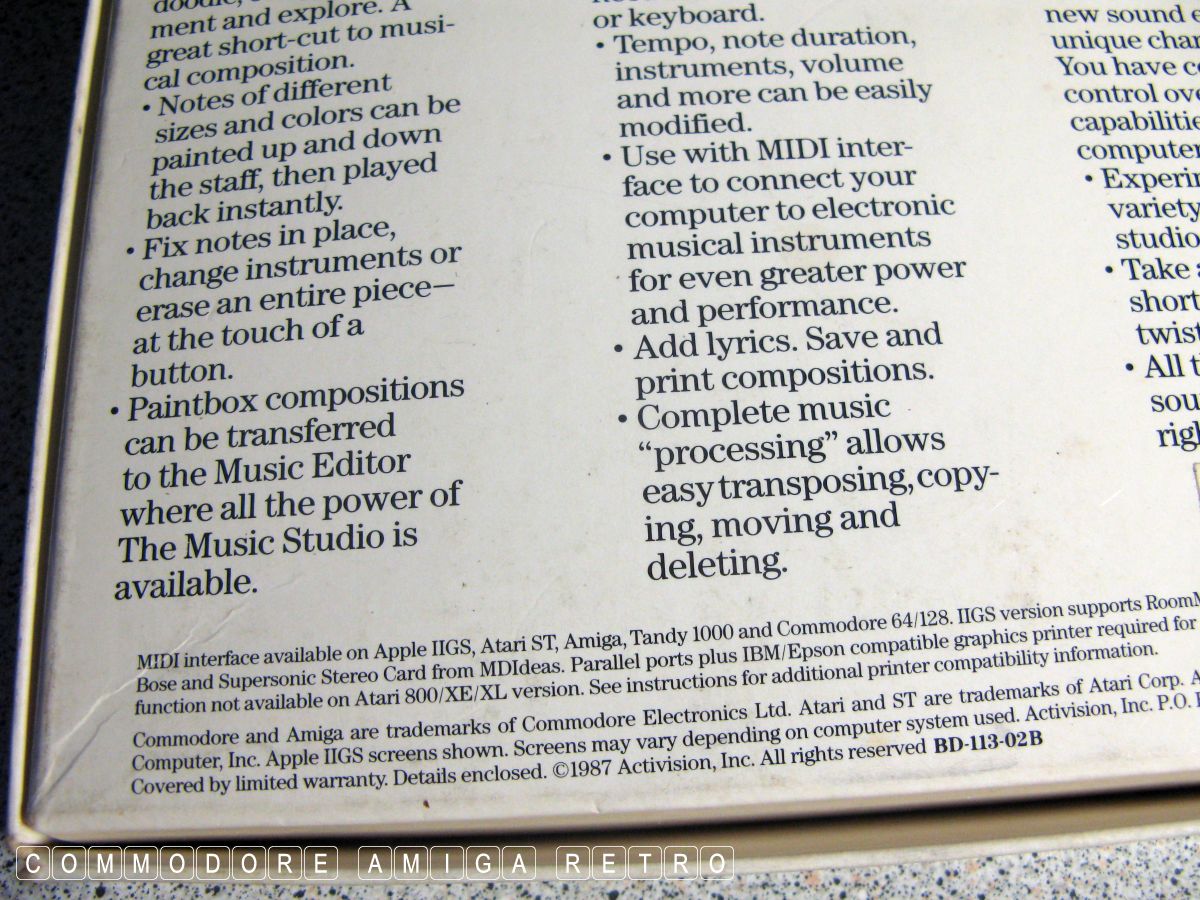 ment and explore. A
great short-cut to musi-
cal composition.
• Notes of different
sizes and colors can be
painted up and down
the staff, then played
back instantly.
• Fix notes in place,
change instruments or
erase an entire piece—
at the touch of a
button.
• Paintbox compositions
can be transferred
to the Music Editor
where all the power of
The Music Studio is
available.
or keyboard.
• Tempo, note duration,
instruments, volume
and more can be easily
modified.
• Use with MIDI inter-
face to connect your
computer to electronic
musical instruments
for even greater power
and performance.
• Add lyrics. Save and
print compositions.
• Complete music
“processing” allows
easy transposing, copy-
ing, moving and
deleting.
new sound
unique
You have
control
computer
•
variety
studio
• Take
short
twist
• All
MIDI interface available on Apple IIGS, Atari ST, Amiga, Tandy 1000 and Commodore 64/128. IIGS version supports
Bose and Supersonic Stereo Card from MDIdeas. Parallel ports plus IBM/Epson compatible graphics printer required for
function not available on Atari 800/XE/XL version. See instructions for additional printer compatibility information.
Commodore and Amiga are trademarks of Commodore Electronics Ltd. Atari and ST are trademarks of Atari Corp.
Computer, Inc. Apple IIGS screens shown. Screens may vary depending on computer system used. Activision, Inc. P.O.
Covered by limited warranty. Details enclosed. ©1987 Activision, Inc. All rights reserved BD-113-02B
COMMODORE AMIGA RETRO